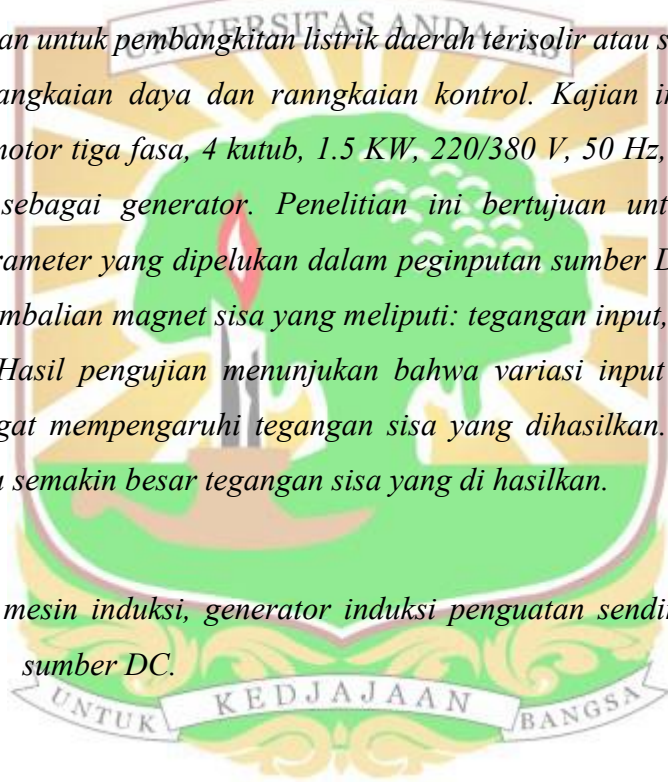 UNIVERSITAS ANDALAS
an untuk pembangkitan listrik daerah terisolir atau s
angkaian daya dan ranngkaian kontrol. Kajian i
motor tiga fasa, 4 kutub, 1.5 KW, 220/380 V, 50 Hz,
sebagai generator. Penelitian ini bertujuan unt
rameter yang dipelukan dalam peginputan sumber D
mbalian magnet sisa yang meliputi: tegangan input,
Hasil pengujian menunjukan bahwa variasi input
gat mempengaruhi tegangan sisa yang dihasilkan.
u semakin besar tegangan sisa yang di hasilkan.
mesin induksi, generator induksi penguatan sendi
sumber DC.
UNTUK KEDJAJAAN BANGSA